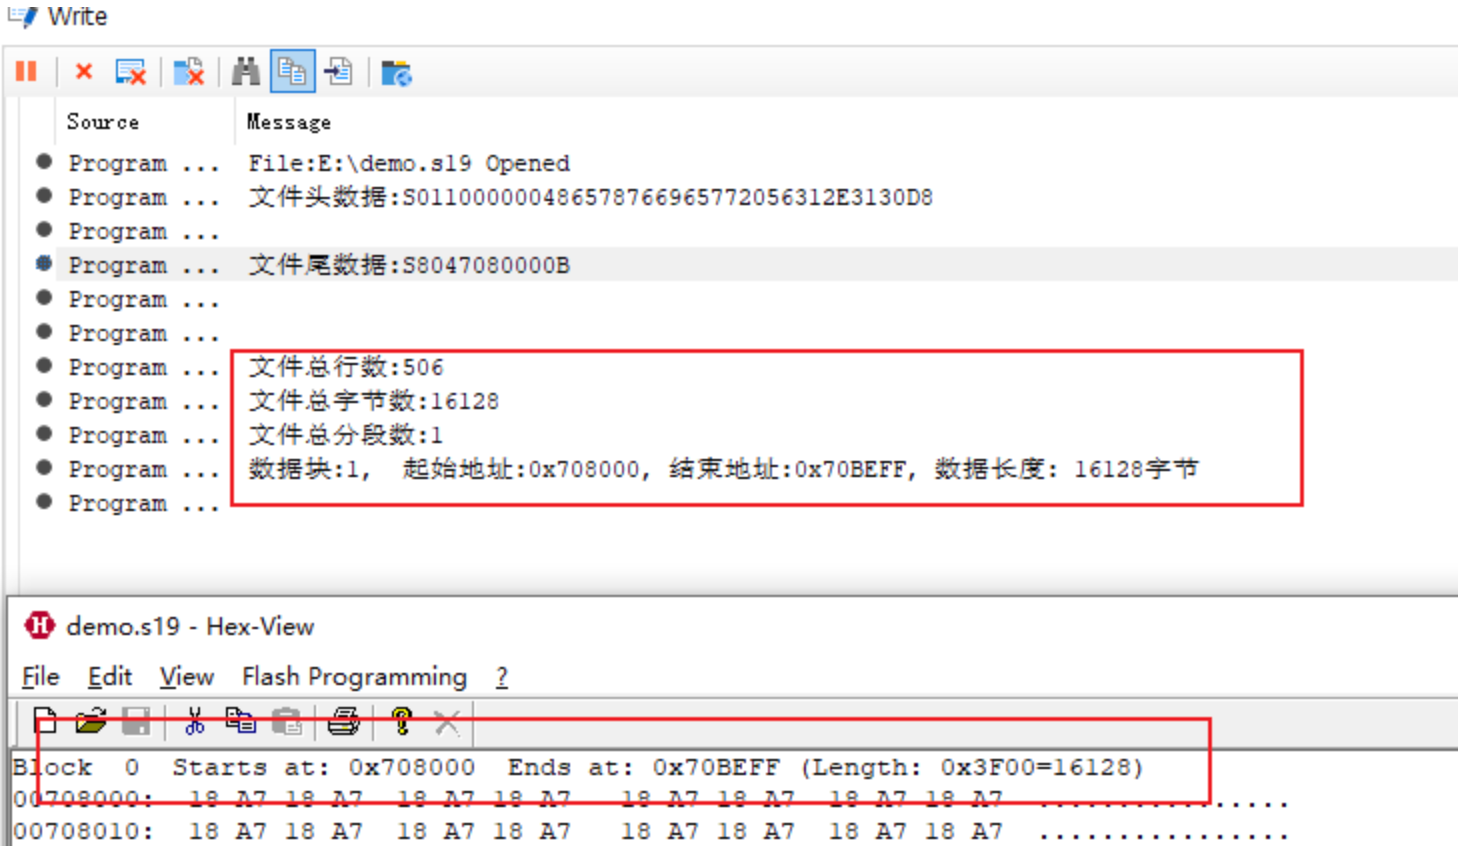 Write
Source Message
Program ... File:E:\demo.s19 Opened
Program ... 文件头数据:S011000000486578766965772056312E3130D8
Program ...
Program ... 文件尾数据:S8047080000B
Program ...
Program ...
Program ... 文件总行数:506
Program ... 文件总字节数:16128
Program ... 文件总分段数:1
Program ... 数据块:1, 起始地址:0x708000, 结束地址:0x70BEFF, 数据长度: 16128字节
Program ...
demo.s19 - Hex-View
File Edit View Flash Programming ?
Block 0 Starts at: 0x708000 Ends at: 0x70BEFF (Length: 0x3F00=16128)
00708000: 18 A7 18 A7 18 A7 18 A7 18 A7 18 A7 18 A7 18 A7 ................
00708010: 18 A7 18 A7 18 A7 18 A7 18 A7 18 A7 18 A7 18 A7 ................